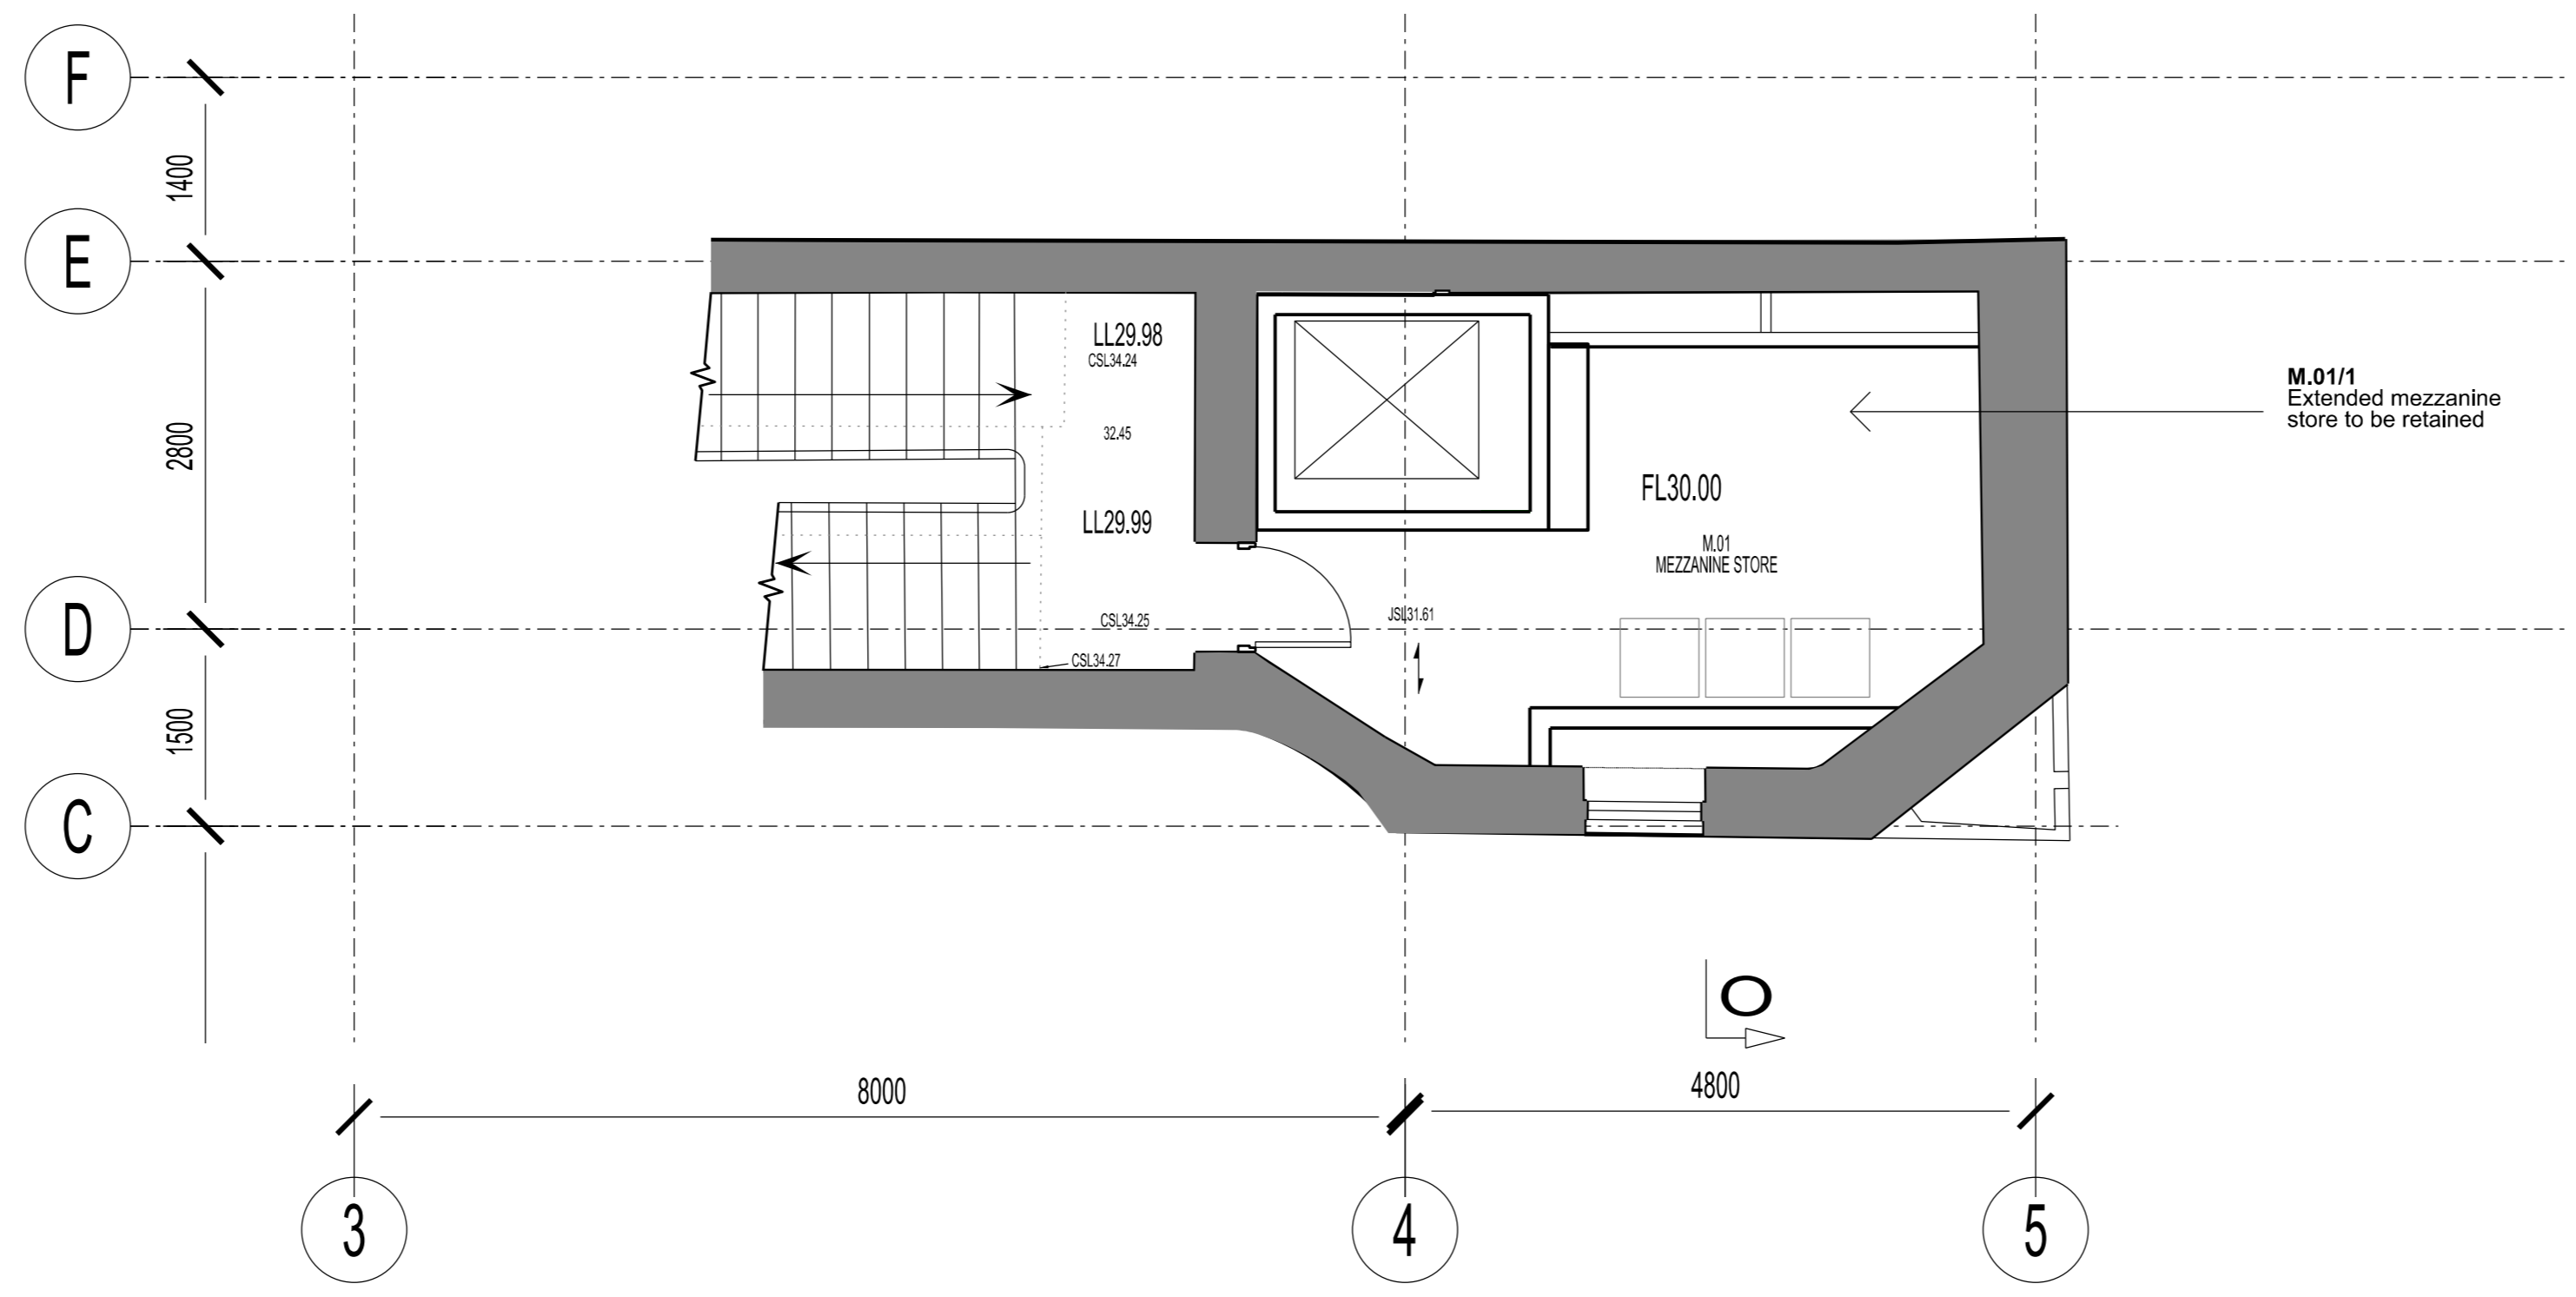 F
1400
E
LL29.98
CSL34.24
M.01/1
Extended mezzanine
store to be retained
32.45
2800
FL30.00
LL29.99
M.01
MEZZANINE STORE
D
CSL34.25
JSL31.61
CSL34.27
1500
C
O
8000
4800
3
4
5